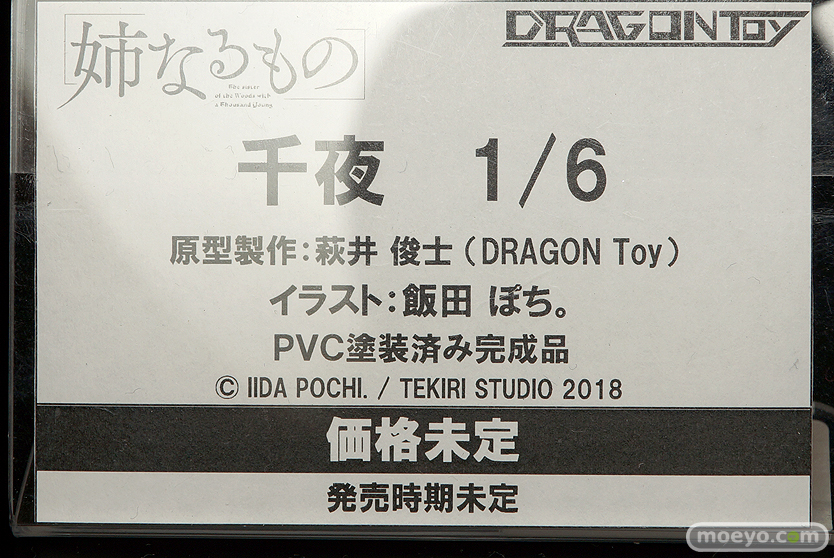 姉なるもの
The sister
of the Woods with
a Thousand Young
DRAGONToy
千夜 1/6
原型製作：萩井 俊士（DRAGON Toy）
イラスト：飯田 ぽち。
PVC塗装済み完成品
© IIDA POCHI. / TEKIRI STUDIO 2018
価格未定
発売時期未定
moeyo.com